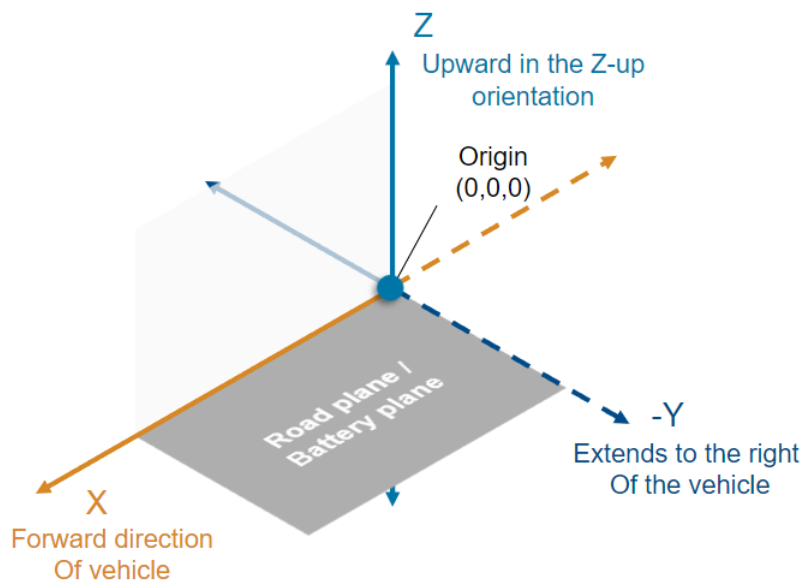 Z
Upward in the Z-up
orientation
Origin
(0,0,0)
Road plane /
Battery plane
-Y
Extends to the right
Of the vehicle
X
Forward direction
Of vehicle